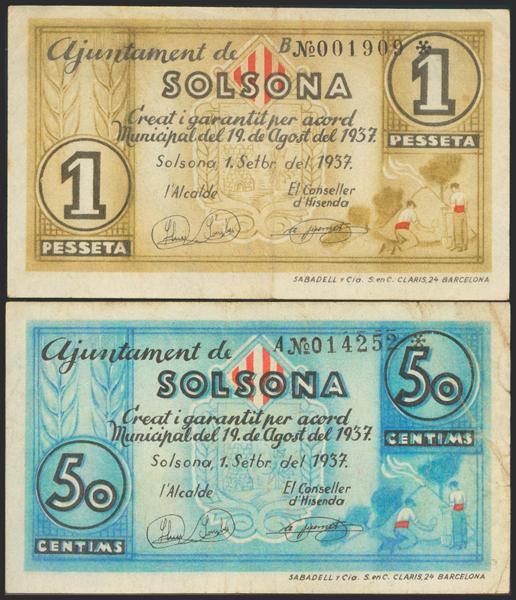 Ajuntament de
B№001909 *
SOLSONA
1
PESSETA
Creat i garantit per acord
Municipal del 19. de Agost del 1937.
Solsona, 1. Setbr. del 1937.
l'Alcalde
El Conseller
d'Hisenda
1
PESSETA
SABADELL Y Cia. S. en C. CLARIS, 24 BARCELONA
Ajuntament de
A№014252 *
SOLSONA
50
CENTIMS
Creat i garantit per acord
Municipal del 19. de Agost del 1937.
Solsona, 1. Setbr. del 1937.
l'Alcalde
El Conseller
d'Hisenda
50
CENTIMS
SABADELL Y Cia. S. en C. CLARIS, 24 BARCELONA